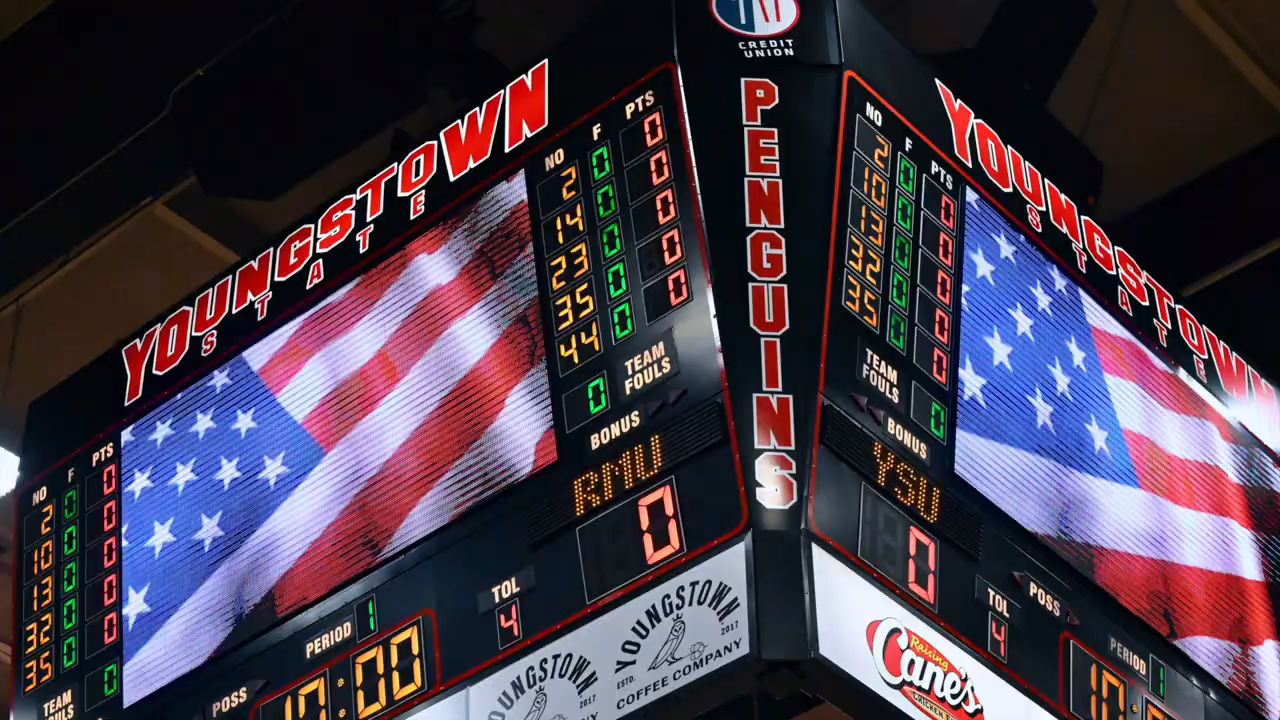 CREDIT
UNION
PENGUINS
YOUNGSTOWN
STATE
NO F PTS
2 0 0
14 0 0
23 0 0
35 0 0
44 0 0
TEAM
FOULS
0
BONUS
RMU
0
NO F PTS
2 0 0
10 0 0
13 0 0
32 0 0
35 0 0
TEAM
FOULS
0
POSS
PERIOD 1
TOL
4
YOUNGSTOWN
2017
YOUNGSTOWN
ESTD. 2017
COFFEE COMPANY
YOUNGSTOWN
STATE
NO F PTS
2 0 0
10 0 0
13 0 0
32 0 0
35 0 0
TEAM
FOULS
0
BONUS
YSU
0
TOL
4
POSS
PERIOD 1
Raising
Cane's
CHICKEN